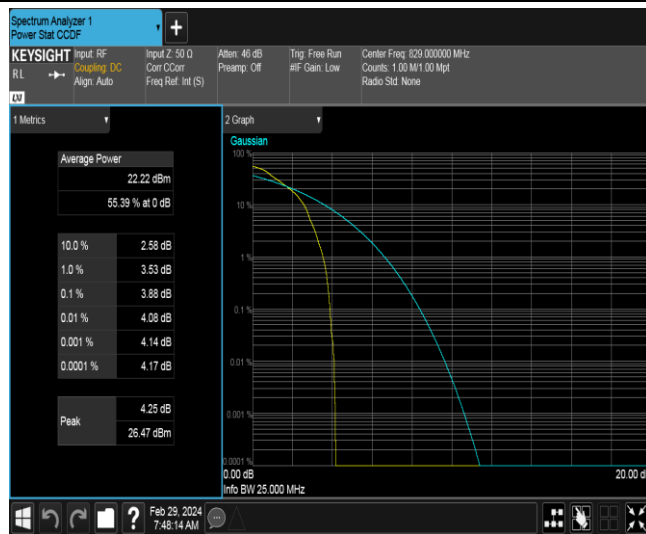 Spectrum Analyzer 1
Power Stat CCDF
+
KEYSIGHT
RL
LXI
Input: RF
Coupling: DC
Align: Auto
Input Z: 50 Ω
Corr CCorr
Freq Ref: Int (S)
Atten: 46 dB
Preamp: Off
Trig: Free Run
#IF Gain: Low
Center Freq: 829.000000 MHz
Counts: 1.00 M/1.00 Mpt
Radio Std: None
1 Metrics
Average Power
22.22 dBm
55.39 % at 0 dB
10.0 % 2.58 dB
1.0 % 3.53 dB
0.1 % 3.88 dB
0.01 % 4.08 dB
0.001 % 4.14 dB
0.0001 % 4.17 dB
Peak
4.25 dB
26.47 dBm
2 Graph
Gaussian
100 %
10 %
1 %
0.1 %
0.01 %
0.001 %
0.0001 %
0.00 dB
20.00 d
Info BW 25.000 MHz
?
Feb 29, 2024
7:48:14 AM